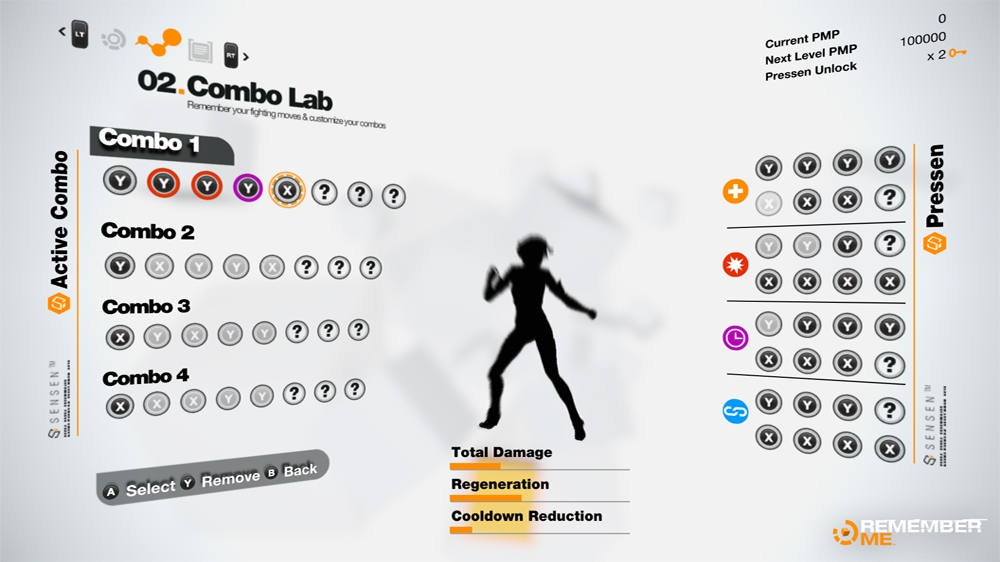 LT
RT
02.Combo Lab
Remember your fighting moves & customize your combos
Current PMP 0
Next Level PMP 100000
Pressen Unlock x 2
Active Combo
SENSEN™
Combo 1
Y Y Y Y X ? ? ?
Combo 2
Y X Y Y X ? ? ?
Combo 3
X Y X Y Y ? ? ?
Combo 4
X X X Y Y ? ? ?
A Select Y Remove B Back
Total Damage
Regeneration
Cooldown Reduction
Y Y Y Y
X X X ?
Y Y Y ?
X X X X
Y Y Y Y
X X X ?
Y Y Y ?
X X X X
Pressen
SENSEN™
REMEMBER
ME